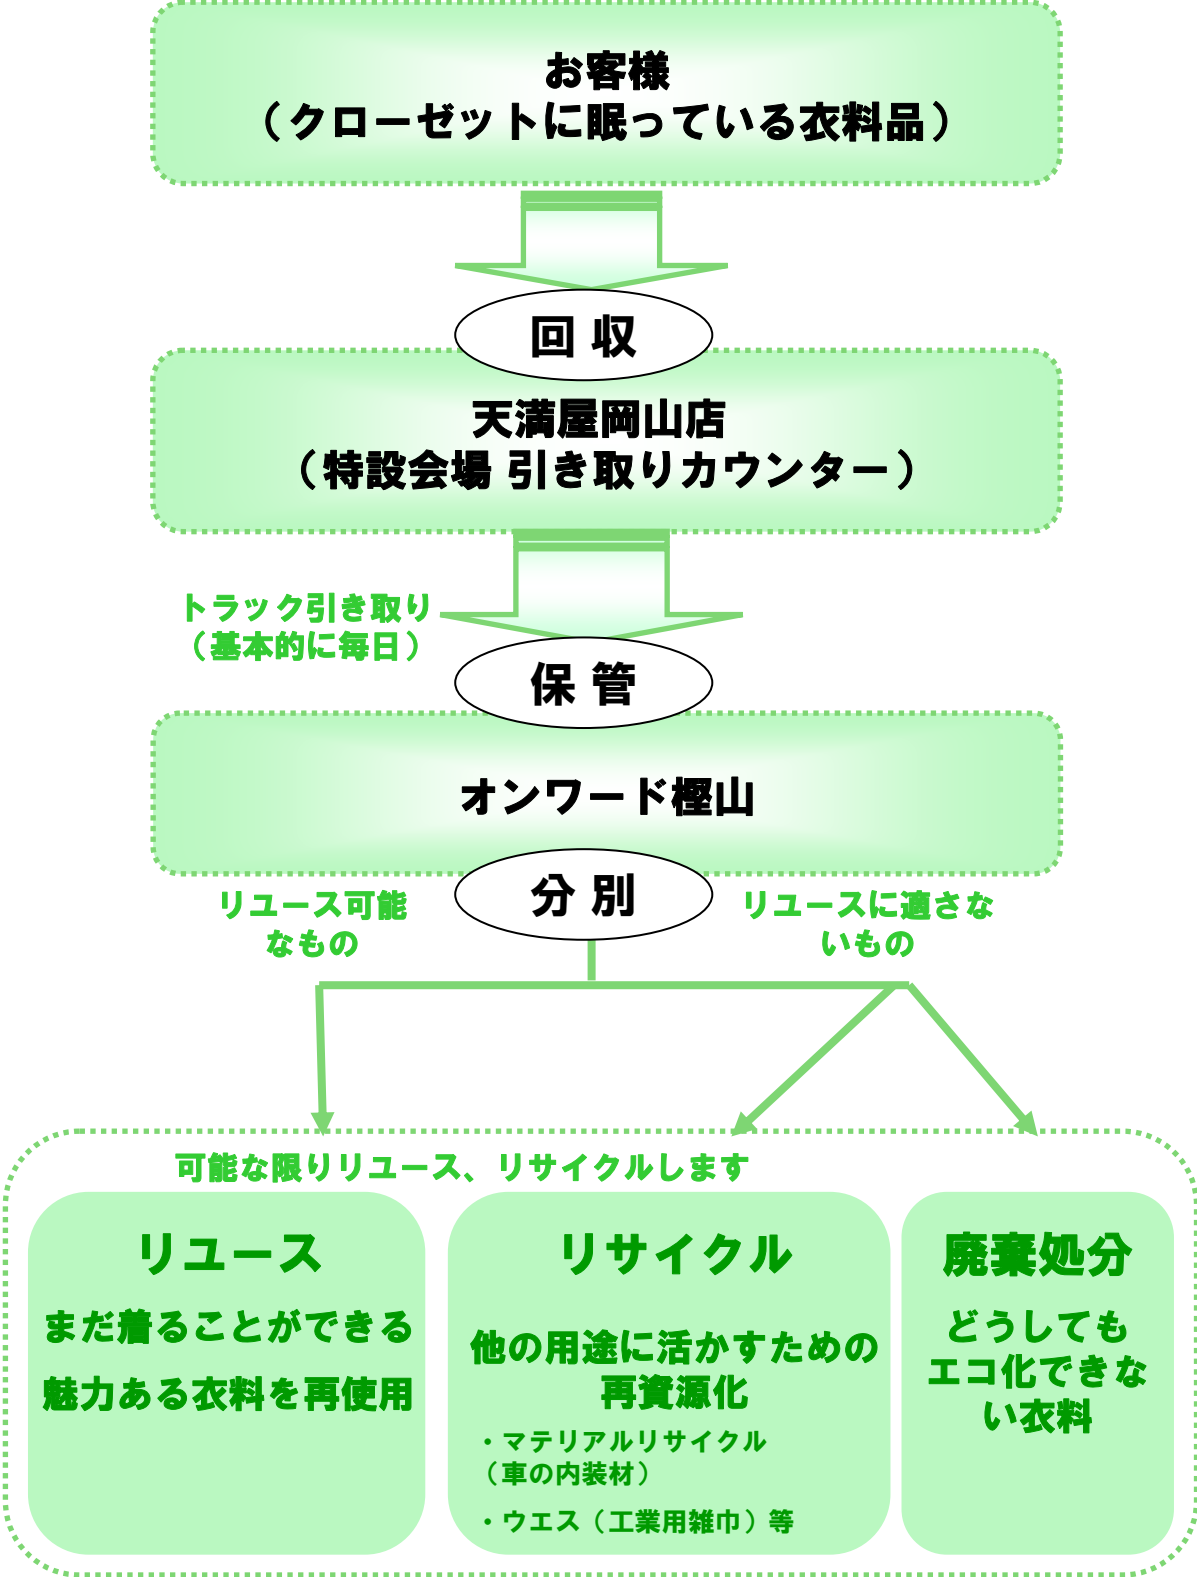 お客様
（クローゼットに眠っている衣料品）
回 収
天満屋岡山店
（特設会場 引き取りカウンター）
トラック引き取り
（基本的に毎日）
保 管
オンワード樫山
分 別
リユース可能
なもの
リユースに適さな
いもの
可能な限りリユース、リサイクルします
リユース
まだ着ることができる
魅力ある衣料を再使用
リサイクル
他の用途に活かすための
再資源化
・マテリアルリサイクル
（車の内装材）
・ウエス（工業用雑巾）等
廃棄処分
どうしても
エコ化できな
い衣料